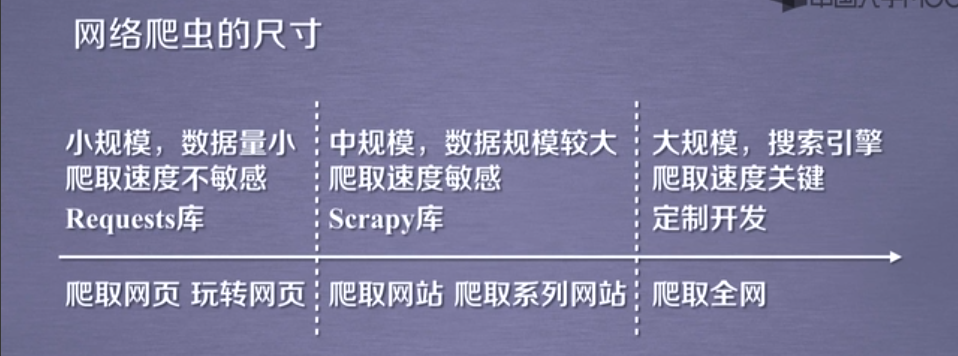 网络爬虫的尺寸
小规模，数据量小
爬取速度不敏感
Requests库
中规模，数据规模较大
爬取速度敏感
Scrapy库
大规模，搜索引擎
爬取速度关键
定制开发
爬取网页 玩转网页
爬取网站 爬取系列网站
爬取全网